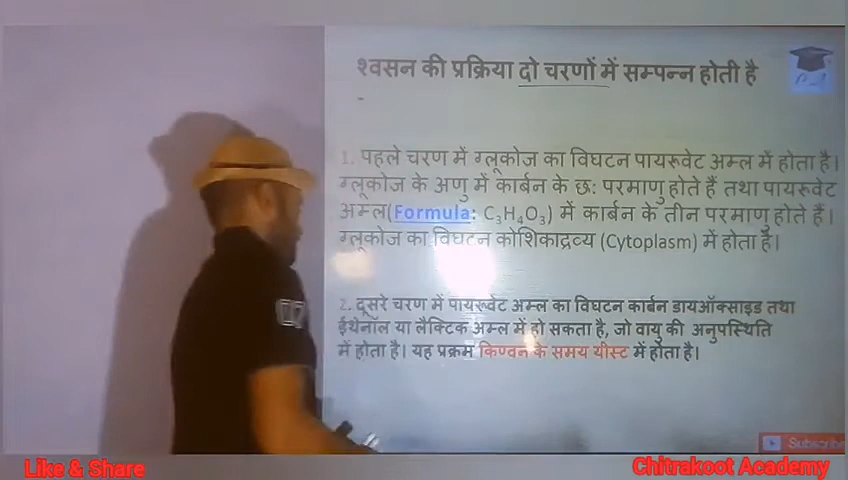 श्वसन की प्रक्रिया दो चरणों में सम्पन्न होती है
1. पहले चरण में ग्लूकोज का विघटन पायरूवेट अम्ल में होता है।
ग्लूकोज के अणु में कार्बन के छः परमाणु होते हैं तथा पायरूवेट
अम्ल(Formula: C₃H₄O₃) में कार्बन के तीन परमाणु होते हैं।
ग्लूकोज का विघटन कोशिकाद्रव्य (Cytoplasm) में होता है।
2. दूसरे चरण में पायरूवेट अम्ल का विघटन कार्बन डायऑक्साइड तथा
ईथेनॉल या लैक्टिक अम्ल में हो सकता है, जो वायु की अनुपस्थिति
में होता है। यह प्रक्रम किण्वन के समय यीस्ट में होता है।
Subscribe
Like & Share
Chitrakoot Academy